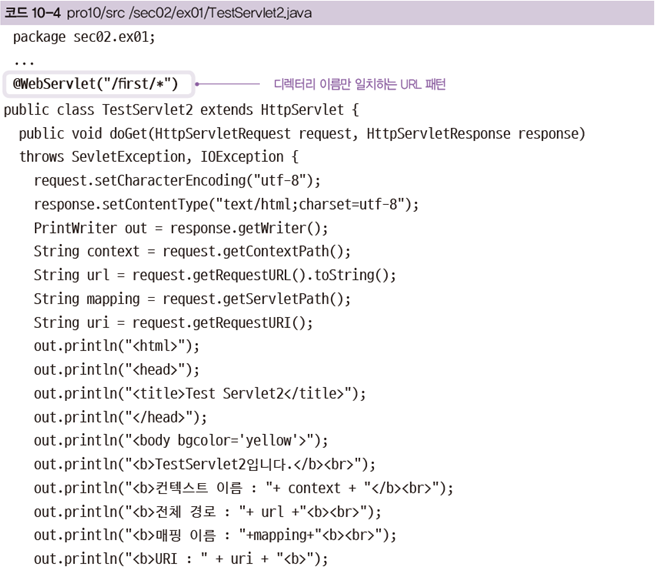 코드 10-4 pro10/src /sec02/ex01/TestServlet2.java
package sec02.ex01;
...
@WebServlet("/first/*") 디렉터리 이름만 일치하는 URL 패턴
public class TestServlet2 extends HttpServlet {
public void doGet(HttpServletRequest request, HttpServletResponse response)
throws SevletException, IOException {
request.setCharacterEncoding("utf-8");
response.setContentType("text/html;charset=utf-8");
PrintWriter out = response.getWriter();
String context = request.getContextPath();
String url = request.getRequestURL().toString();
String mapping = request.getServletPath();
String uri = request.getRequestURI();
out.println("<html>");
out.println("<head>");
out.println("<title>Test Servlet2</title>");
out.println("</head>");
out.println("<body bgcolor='yellow'>");
out.println("<b>TestServlet2입니다.</b><br>");
out.println("<b>컨텍스트 이름 : "+ context + "</b><br>");
out.println("<b>전체 경로 : "+ url +"<b><br>");
out.println("<b>매핑 이름 : "+mapping+"<b><br>");
out.println("<b>URI : " + uri + "<b>");